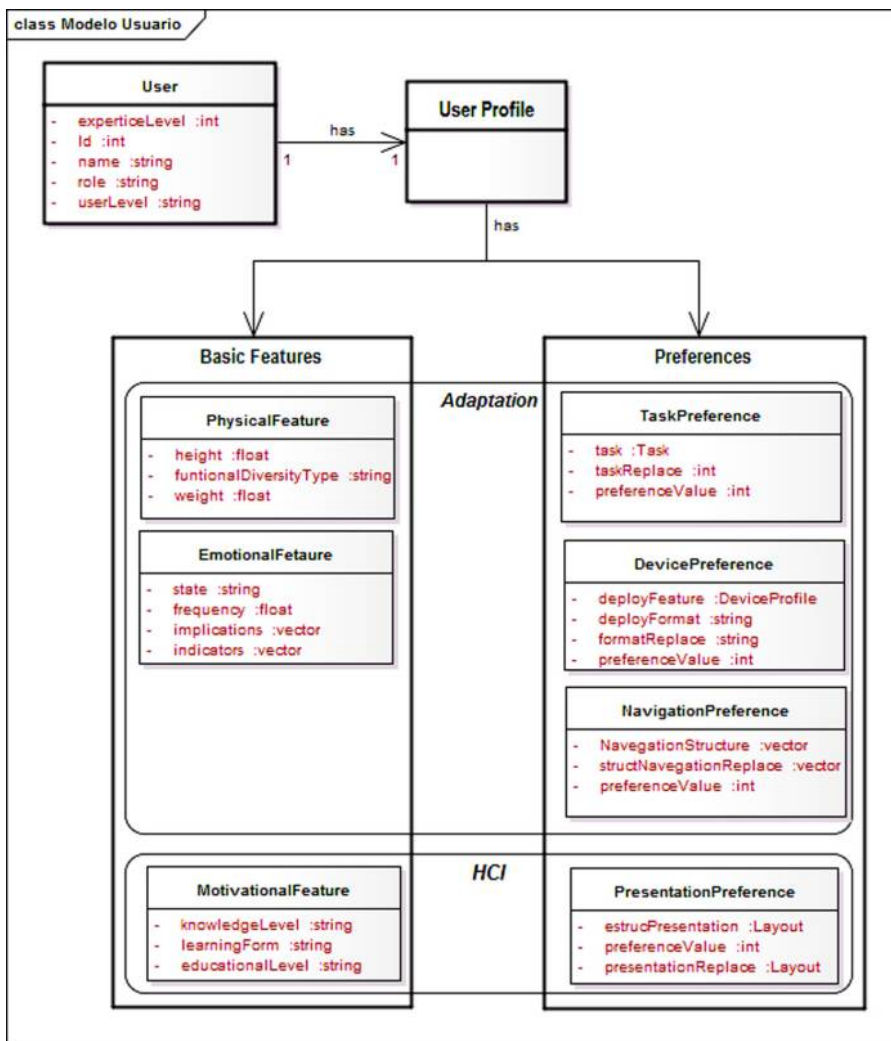 class Modelo Usuario
User
- experticeLevel :int
- Id :int
- name :string
- role :string
- userLevel :string
has
1
1
User Profile
has
Basic Features
Preferences
Adaptation
PhysicalFeature
- height :float
- funtionalDiversityType :string
- weight :float
EmotionalFetaure
- state :string
- frequency :float
- implications :vector
- indicators :vector
TaskPreference
- task :Task
- taskReplace :int
- preferenceValue :int
DevicePreference
- deployFeature :DeviceProfile
- deployFormat :string
- formatReplace :string
- preferenceValue :int
NavigationPreference
- NavegationStructure :vector
- structNavegationReplace :vector
- preferenceValue :int
HCI
MotivationalFeature
- knowledgeLevel :string
- learningForm :string
- educationalLevel :string
PresentationPreference
- estrucPresentation :Layout
- preferenceValue :int
- presentationReplace :Layout